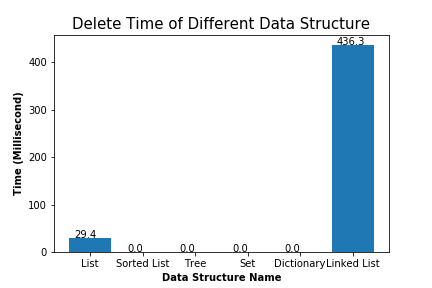 Delete Time of Different Data Structure
436.3
400
300
200
100
0
29.4
0.0
0.0
0.0
0.0
Time (Millisecond)
List
Sorted List
Tree
Set
Dictionary
Linked List
Data Structure Name